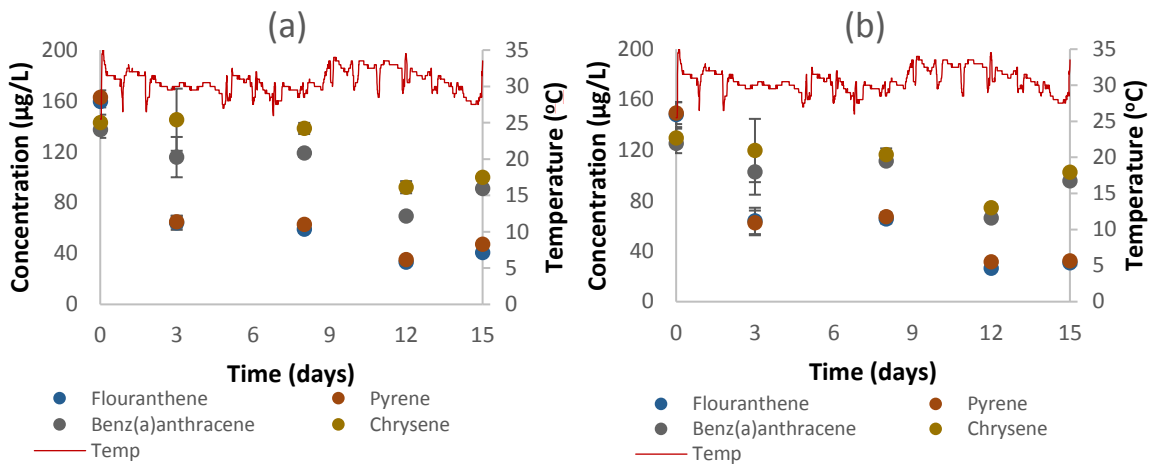 (a)
Concentration (µg/L)
200
160
120
80
40
0
35
30
25
20
15
10
5
0
Temperature (ºC)
0 3 6 9 12 15
Time (days)
Flouranthene Pyrene
Benz(a)anthracene Chrysene
Temp
(b)
Concentration (µg/L)
200
160
120
80
40
0
35
30
25
20
15
10
5
0
Temperature (ºC)
0 3 6 9 12 15
Time (days)
Flouranthene Pyrene
Benz(a)anthracene Chrysene
Temp